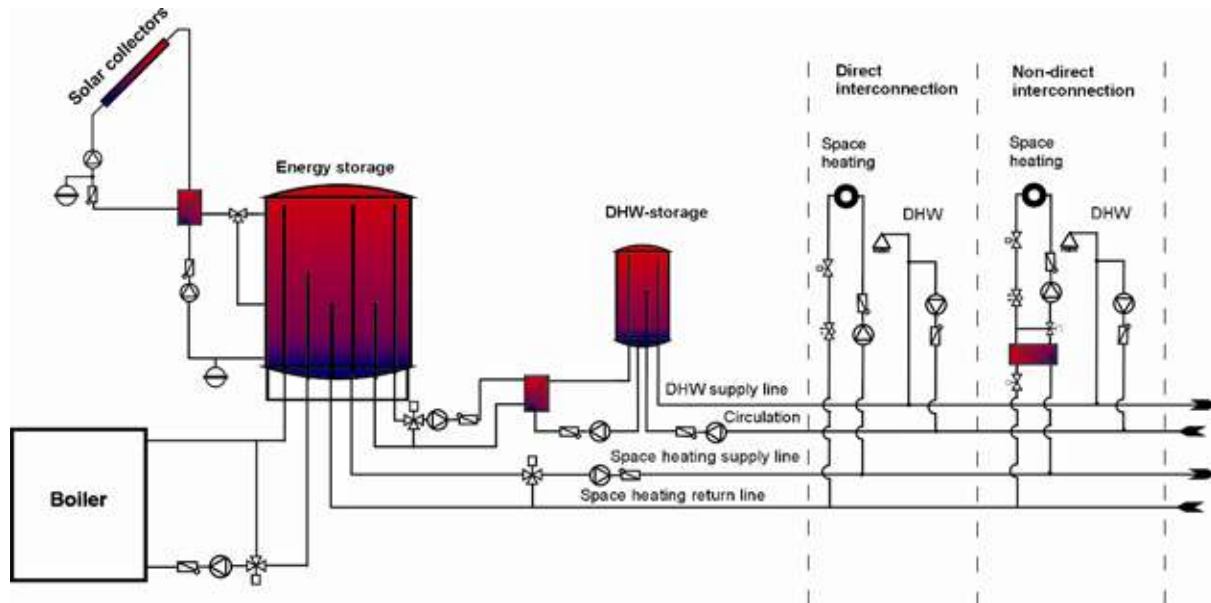 Solar collectors
Energy storage
DHW-storage
Direct
interconnection
Non-direct
interconnection
Space
heating
DHW
Space
heating
DHW
DHW supply line
Circulation
Space heating supply line
Space heating return line
Boiler